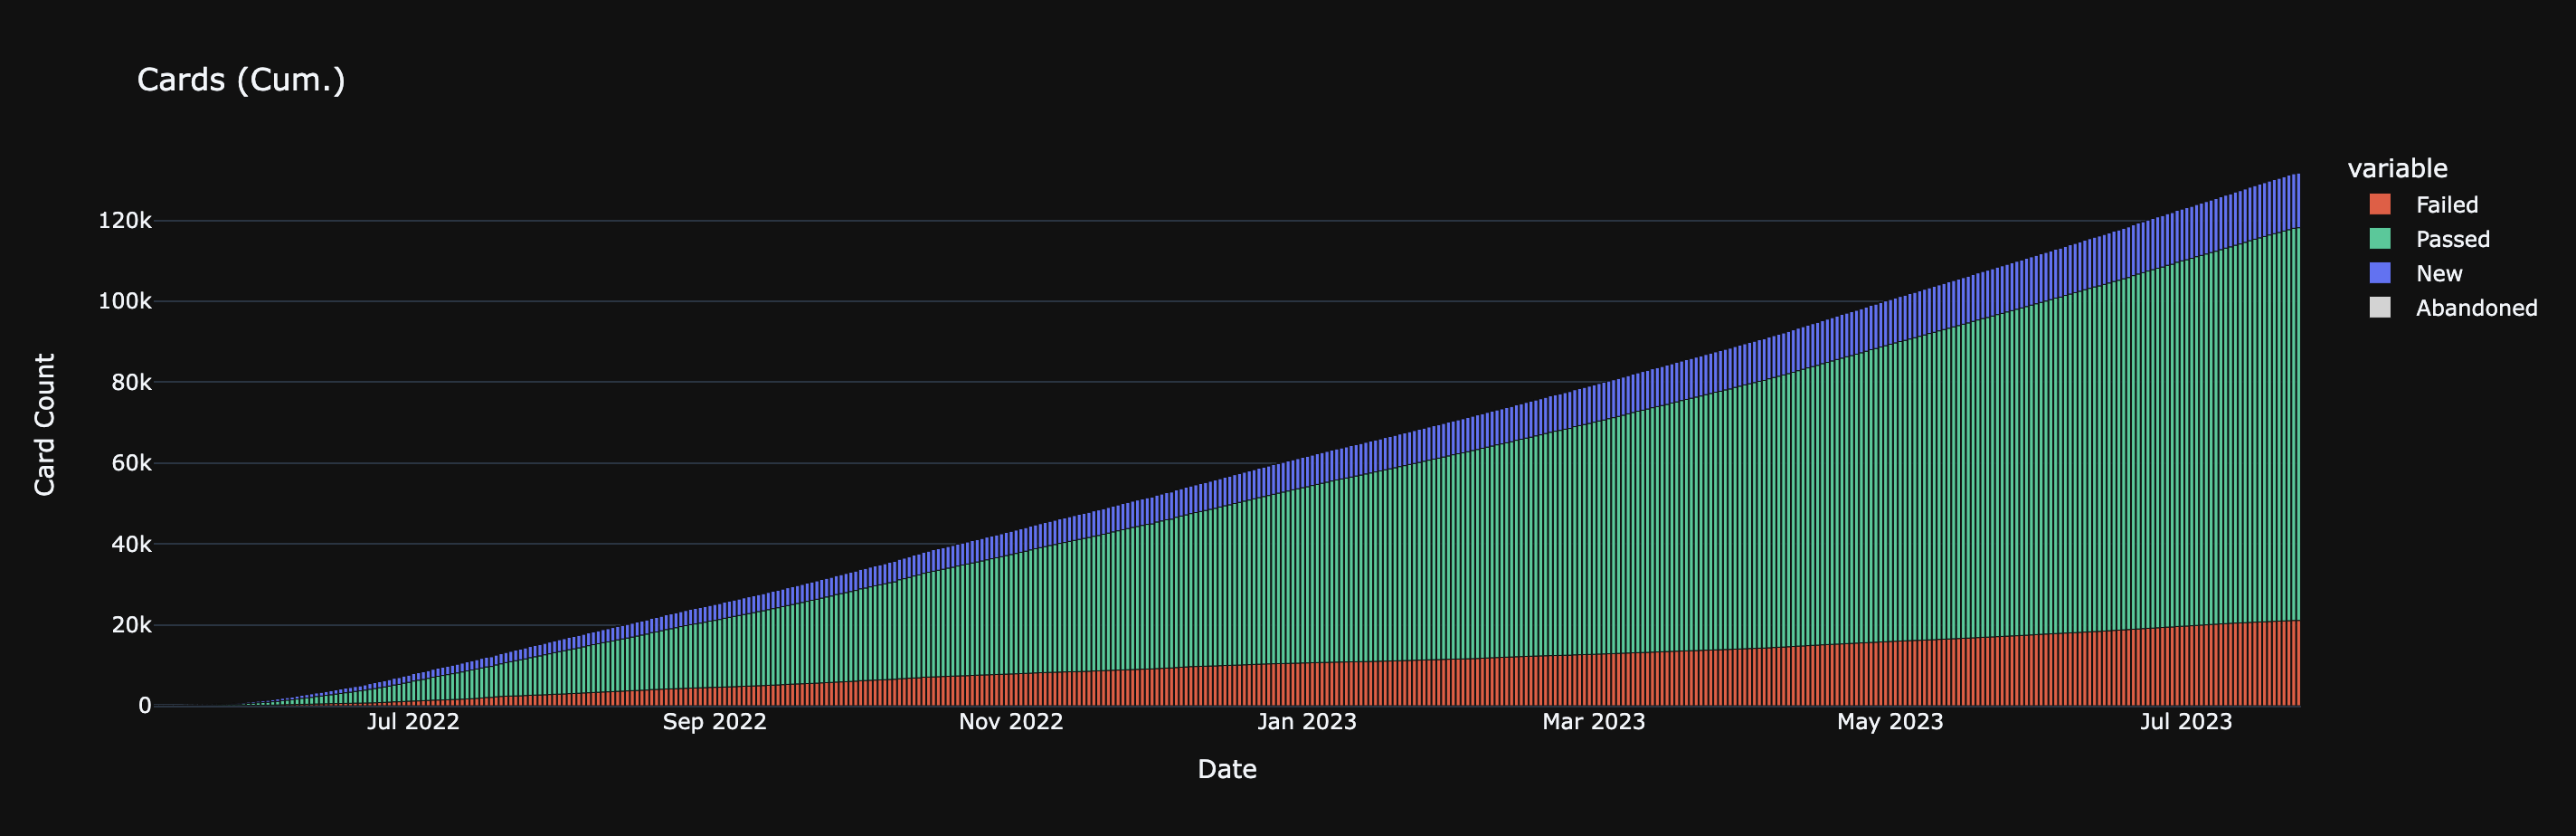 Cards (Cum.)
variable
Failed
Passed
New
Abandoned
Card Count
120k
100k
80k
60k
40k
20k
0
Jul 2022
Sep 2022
Nov 2022
Jan 2023
Mar 2023
May 2023
Jul 2023
Date